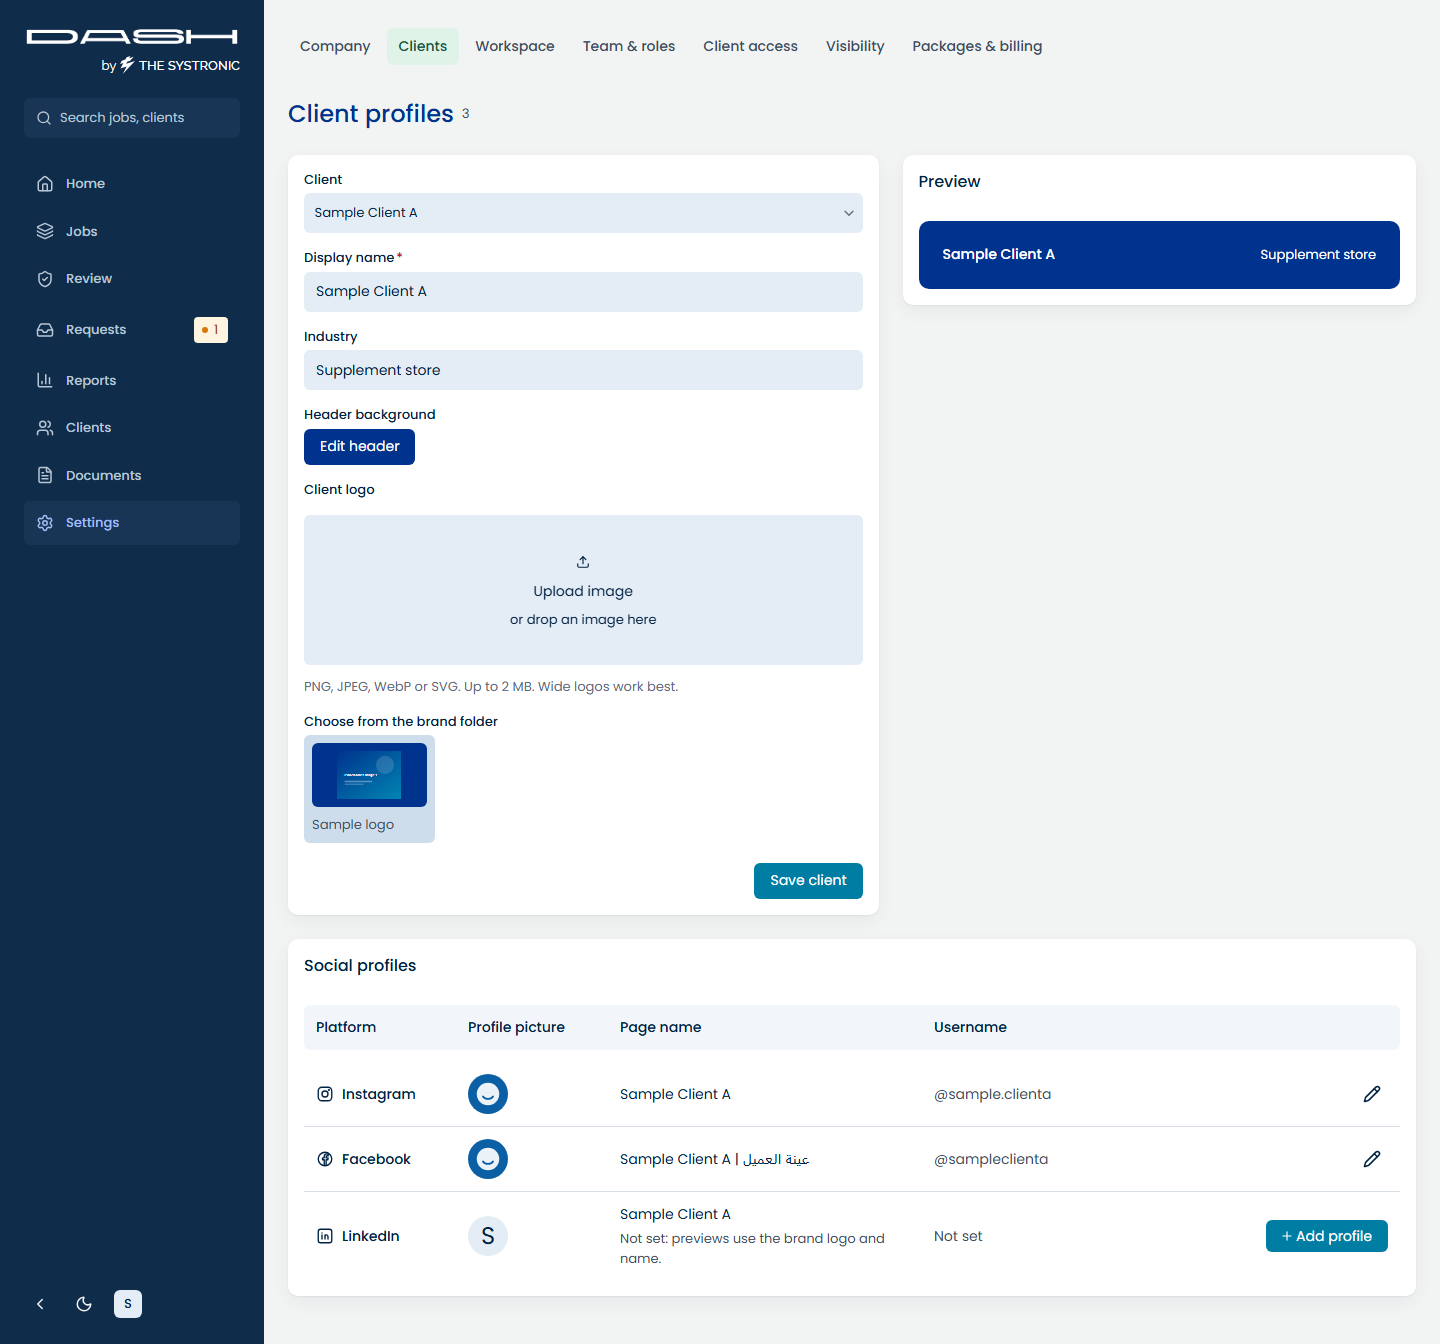 DASH
by THE SYSTRONIC
Search jobs, clients
Home
Jobs
Review
Requests
1
Reports
Clients
Documents
Settings
S
Company
Clients
Workspace
Team & roles
Client access
Visibility
Packages & billing
Client profiles 3
Client
Sample Client A
Display name*
Sample Client A
Industry
Supplement store
Header background
Edit header
Client logo
Upload image
or drop an image here
PNG, JPEG, WebP or SVG. Up to 2 MB. Wide logos work best.
Choose from the brand folder
Sample logo
Save client
Preview
Sample Client A
Supplement store
Social profiles
Platform
Profile picture
Page name
Username
Instagram
Sample Client A
@sample.clienta
Facebook
Sample Client A | عينة العميل
@sampleclienta
LinkedIn
S
Sample Client A
Not set: previews use the brand logo and
name.
Not set
+ Add profile